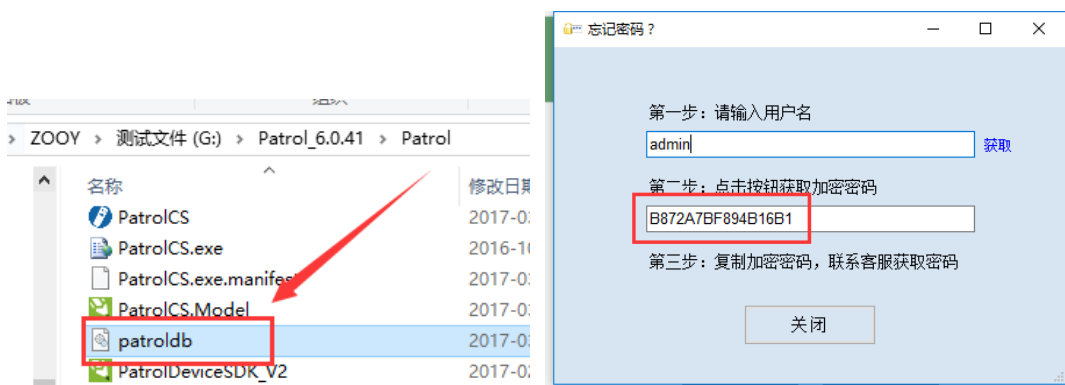 ZOOY > 测试文件 (G:) > Patrol_6.0.41 > Patrol
名称
修改日期
PatrolCS
2017-0
PatrolCS.exe
2016-1
PatrolCS.exe.manifest
2017-0
PatrolCS.Model
2017-0
patroldb
2017-0
PatrolDeviceSDK_V2
2017-0
忘记密码？
第一步：请输入用户名
admin
获取
第二步：点击按钮获取加密密码
B872A7BF894B16B1
第三步：复制加密密码，联系客服获取密码
关闭